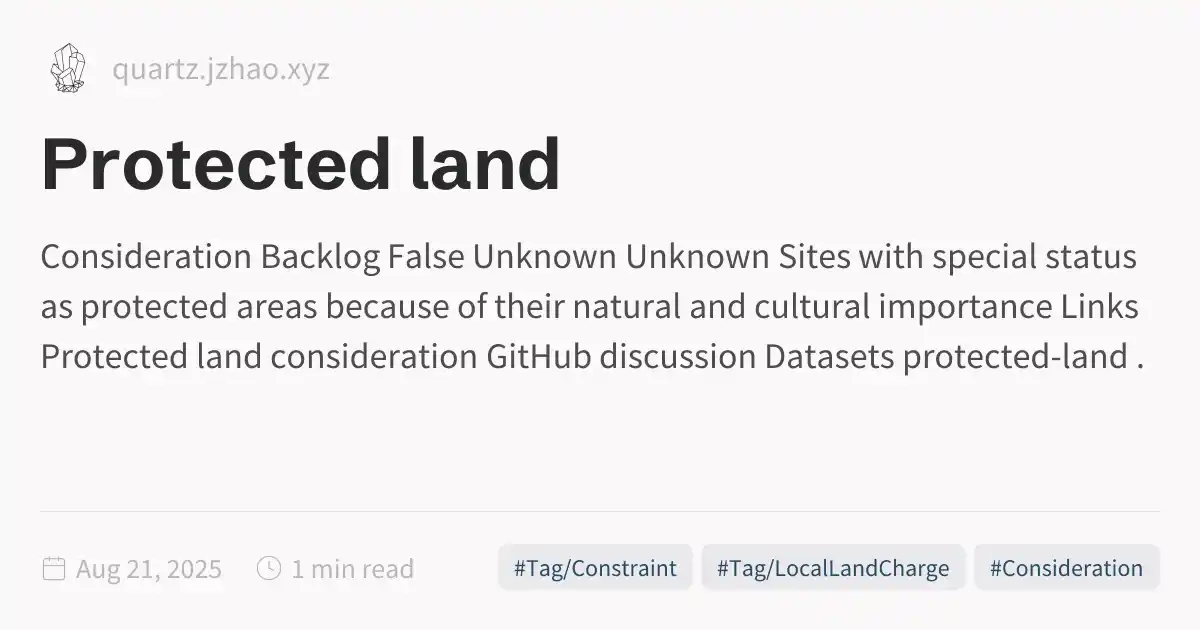 quartz.jzhao.xyz
Protected land
Consideration Backlog False Unknown Unknown Sites with special status
as protected areas because of their natural and cultural importance Links
Protected land consideration GitHub discussion Datasets protected-land .
Aug 21, 2025 1 min read #Tag/Constraint #Tag/LocalLandCharge #Consideration